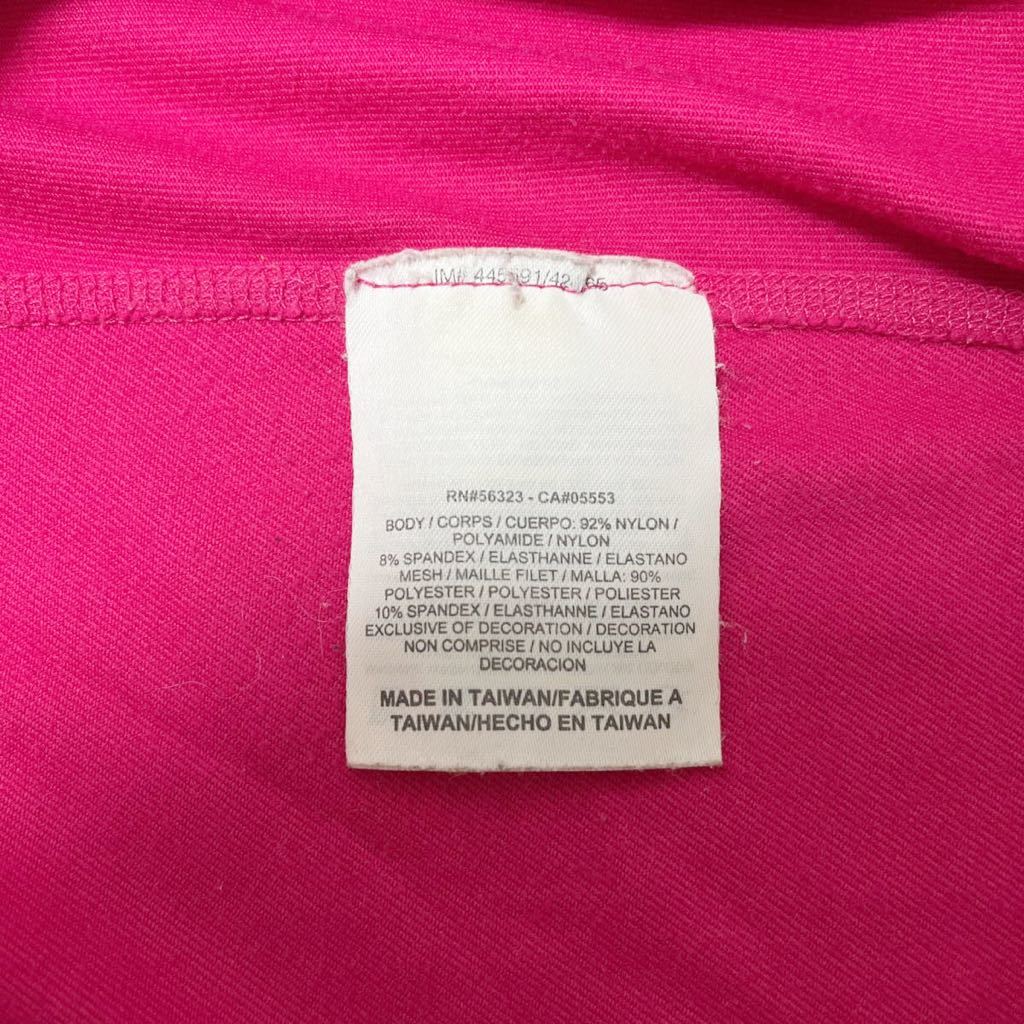 IM#
RN#56323 - CA#05553
BODY / CORPS / CUERPO: 92% NYLON /
POLYAMIDE / NYLON
8% SPANDEX / ELASTHANNE / ELASTANO
MESH / MAILLE FILET / MALLA: 90%
POLYESTER / POLYESTER / POLIESTER
10% SPANDEX / ELASTHANNE / ELASTANO
EXCLUSIVE OF DECORATION / DECORATION
NON COMPRISE / NO INCLUYE LA
DECORACION
MADE IN TAIWAN/FABRIQUE A
TAIWAN/HECHO EN TAIWAN